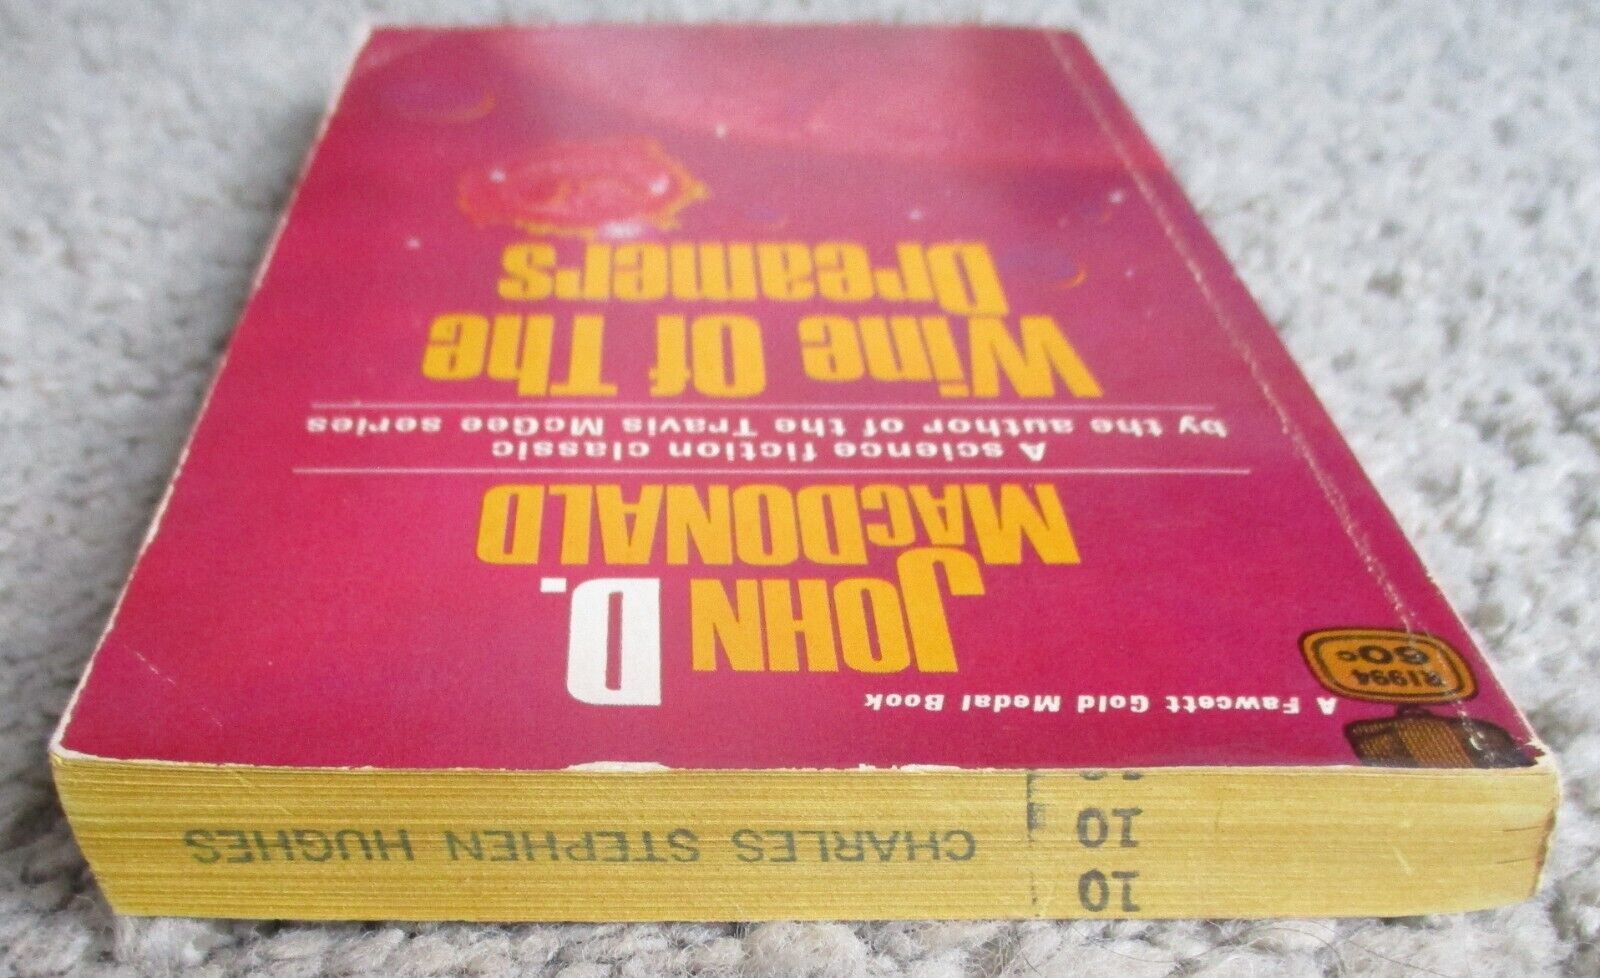 A Fawcett Gold Medal Book
R1994
60c
JOHN D.
MACDONALD
A science fiction classic
by the author of the Travis McGee series
Wine Of The
Dreamers
CHARLES STEPHEN HUGHES
10
10